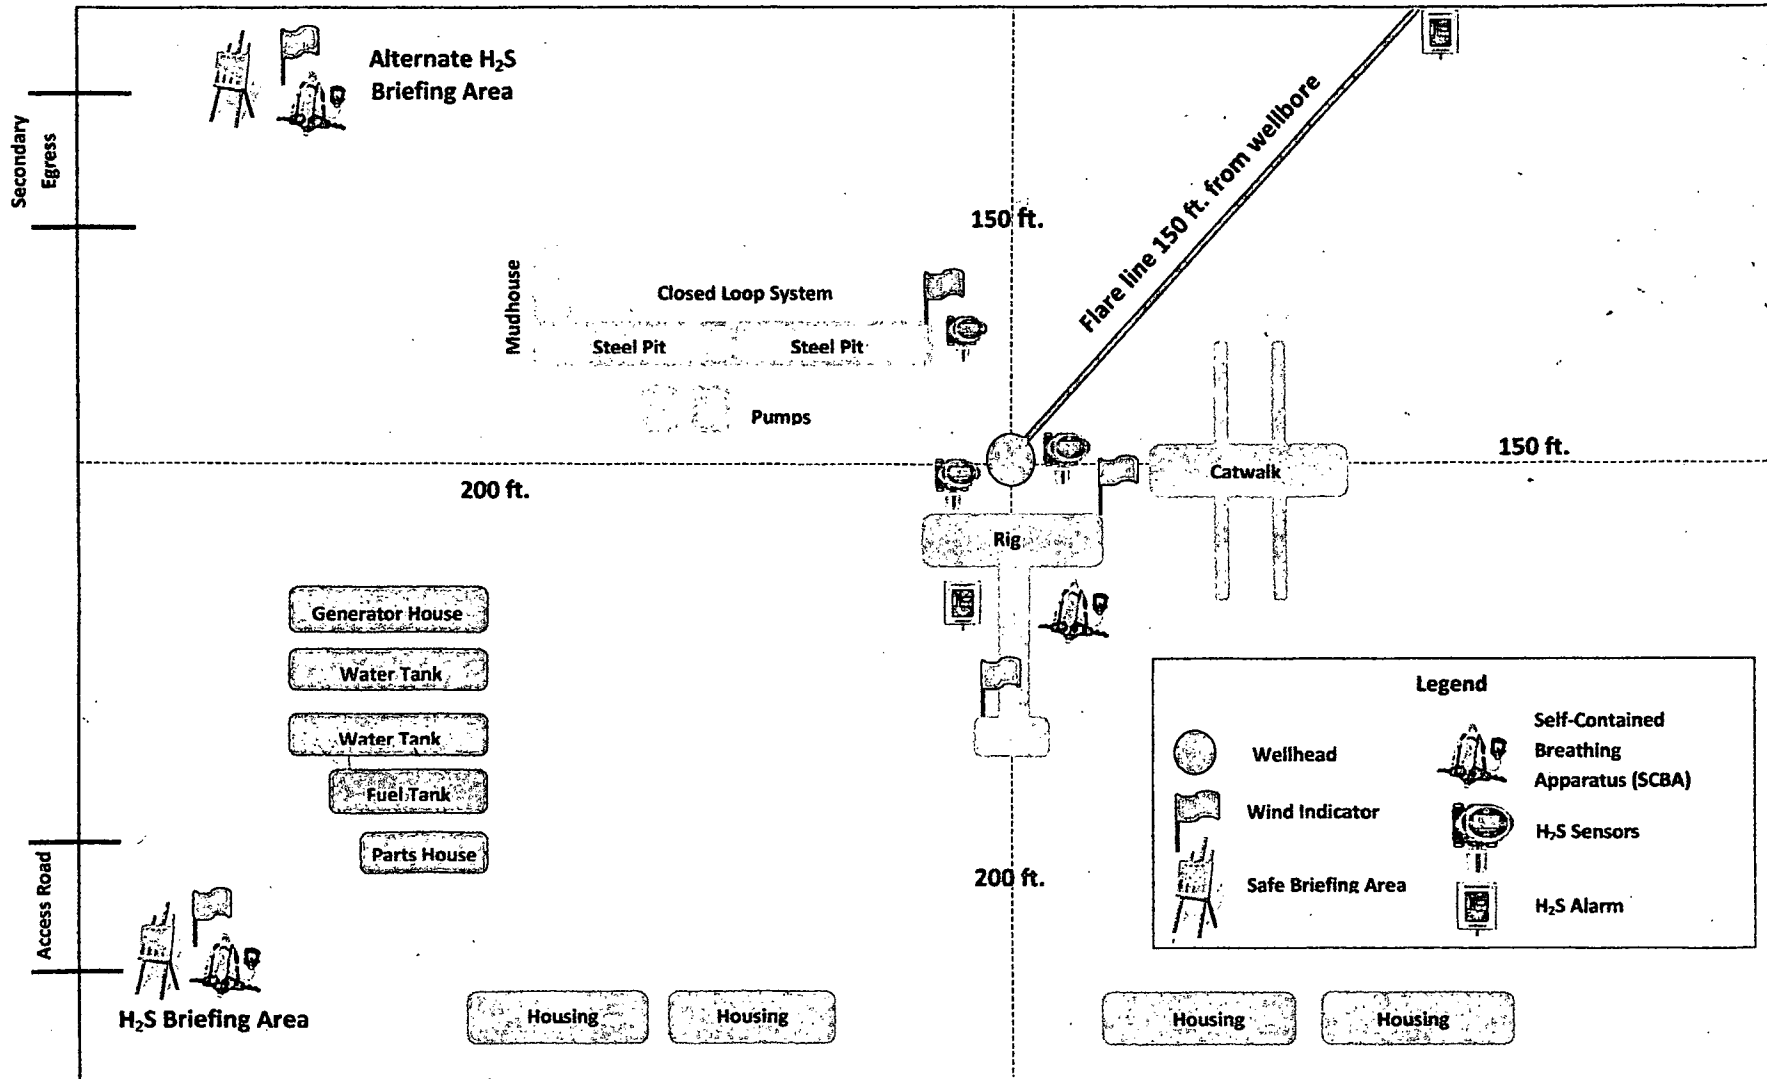 Alternate H₂S
Briefing Area
Secondary
Egress
150 ft.
Flare line 150 ft. from wellbore
Mudhouse
Closed Loop System
Steel Pit
Steel Pit
Pumps
150 ft.
200 ft.
Catwalk
Rig
Generator House
Water Tank
Water Tank
Fuel Tank
Parts House
Access Road
200 ft.
H₂S Briefing Area
Housing
Housing
Housing
Housing
Legend
Wellhead
Wind Indicator
Safe Briefing Area
Self-Contained
Breathing
Apparatus (SCBA)
H₂S Sensors
H₂S Alarm